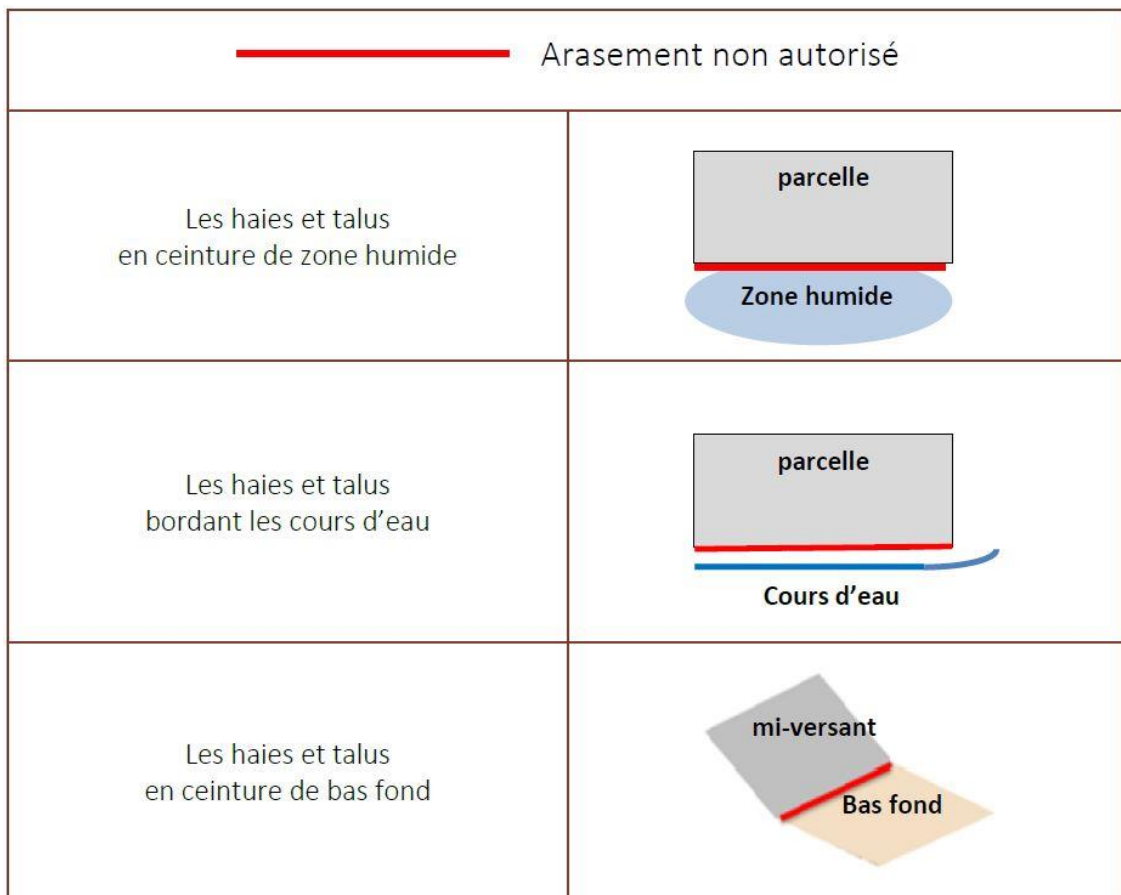 Arasement non autorisé
Les haies et talus
en ceinture de zone humide
parcelle
Zone humide
Les haies et talus
bordant les cours d’eau
parcelle
Cours d’eau
Les haies et talus
en ceinture de bas fond
mi-versant
Bas fond